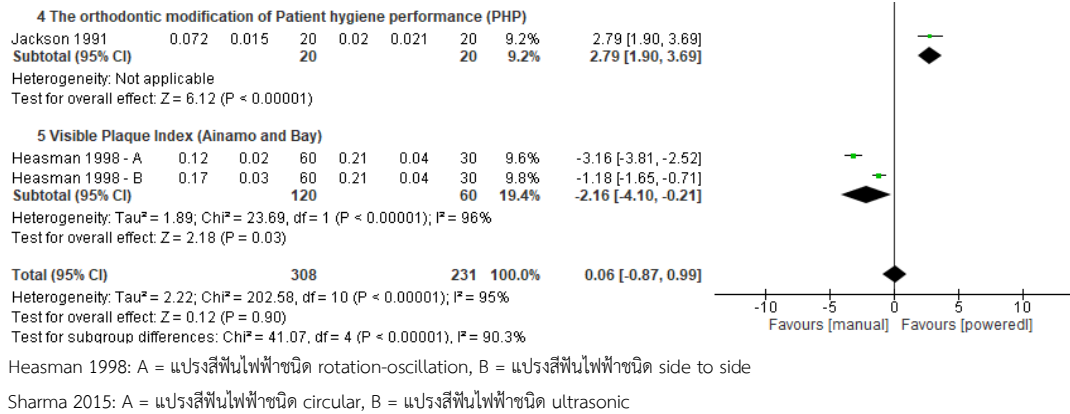 4 The orthodontic modification of Patient hygiene performance (PHP)
Jackson 1991 0.072 0.015 20 0.02 0.021 20 9.2% 2.79 [1.90, 3.69]
Subtotal (95% CI) 20 20 9.2% 2.79 [1.90, 3.69]
Heterogeneity: Not applicable
Test for overall effect: Z = 6.12 (P < 0.00001)
5 Visible Plaque Index (Ainamo and Bay)
Heasman 1998 - A 0.12 0.02 60 0.21 0.04 30 9.6% -3.16 [-3.81, -2.52]
Heasman 1998 - B 0.17 0.03 60 0.21 0.04 30 9.8% -1.18 [-1.65, -0.71]
Subtotal (95% CI) 120 60 19.4% -2.16 [-4.10, -0.21]
Heterogeneity: Tau² = 1.89; Chi² = 23.69, df = 1 (P < 0.00001); I² = 96%
Test for overall effect: Z = 2.18 (P = 0.03)
Total (95% CI) 308 231 100.0% 0.06 [-0.87, 0.99]
Heterogeneity: Tau² = 2.22; Chi² = 202.58, df = 10 (P < 0.00001); I² = 95%
Test for overall effect: Z = 0.12 (P = 0.90)
Test for subgroup differences: Chi² = 41.07, df = 4 (P < 0.00001), I² = 90.3%
-10 -5 0 5 10
Favours [manual] Favours [poweredl]
Heasman 1998: A = แปรงสีฟันไฟฟ้าชนิด rotation-oscillation, B = แปรงสีฟันไฟฟ้าชนิด side to side
Sharma 2015: A = แปรงสีฟันไฟฟ้าชนิด circular, B = แปรงสีฟันไฟฟ้าชนิด ultrasonic